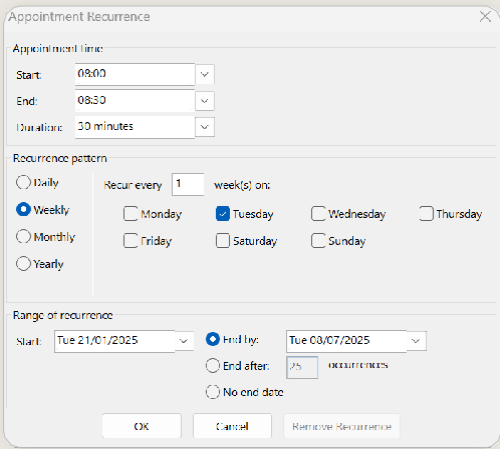 Appointment Recurrence
Appointment time
Start: 08:00
End: 08:30
Duration: 30 minutes
Recurrence pattern
Daily
Recur every 1 week(s) on:
Weekly
Monday Tuesday Wednesday Thursday
Monthly
Friday Saturday Sunday
Yearly
Range of recurrence
Start: Tue 21/01/2025 End by: Tue 08/07/2025
End after: 25 occurrences
No end date
OK Cancel Remove Recurrence